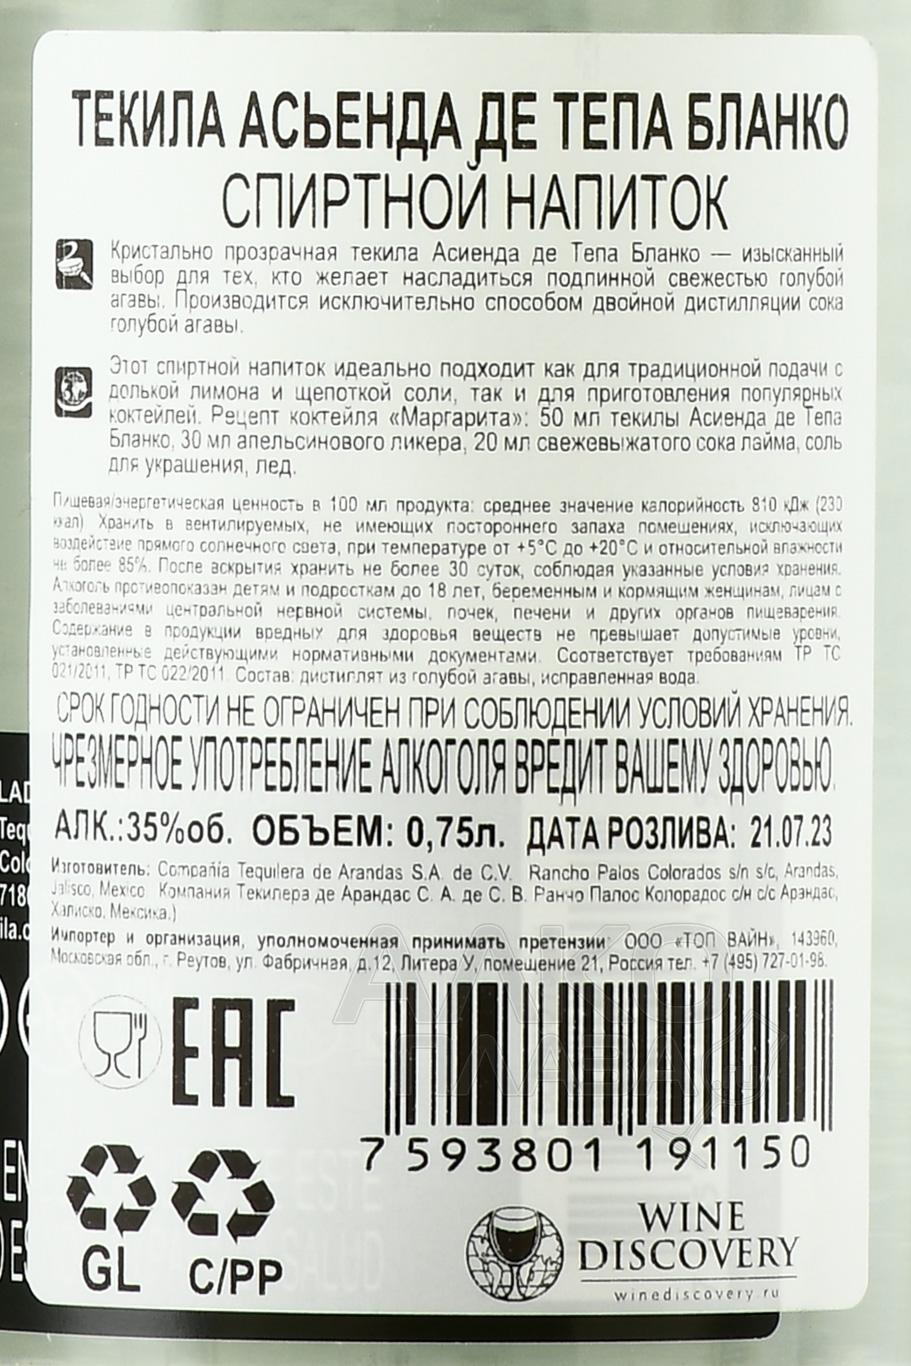 ТЕКИЛА АСЬЕНДА ДЕ ТЕПА БЛАНКО
СПИРТНОЙ НАПИТОК
Кристально прозрачная текила Асиенда де Тепа Бланко — изысканный
выбор для тех, кто желает насладиться подлинной свежестью голубой
агавы. Производится исключительно способом двойной дистилляции сока
голубой агавы.
Этот спиртной напиток идеально подходит как для традиционной подачи с
долькой лимона и щепоткой соли, так и для приготовления популярных
коктейлей. Рецепт коктейля «Маргарита»: 50 мл текилы Асиенда де Тепа
Бланко, 30 мл апельсинового ликера, 20 мл свежевыжатого сока лайма, соль
для украшения, лед.
Пищевая/энергетическая ценность в 100 мл продукта: среднее значение калорийность 810 кДж (230
ккал) Хранить в вентилируемых, не имеющих постороннего запаха помещениях, исключающих
воздействие прямого солнечного света, при температуре от +5°С до +20°С и относительной влажности
не более 85%. После вскрытия хранить не более 30 суток, соблюдая указанные условия хранения.
Алкоголь противопоказан детям и подросткам до 18 лет, беременным и кормящим женщинам, лицам с
заболеваниями центральной нервной системы, почек, печени и других органов пищеварения.
Содержание в продукции вредных для здоровья веществ не превышает допустимые уровни,
установленные действующими нормативными документами. Соответствует требованиям ТР ТС
021/2011, ТР ТС 022/2011. Состав: дистиллят из голубой агавы, исправленная вода.
СРОК ГОДНОСТИ НЕ ОГРАНИЧЕН ПРИ СОБЛЮДЕНИИ УСЛОВИЙ ХРАНЕНИЯ.
ЧРЕЗМЕРНОЕ УПОТРЕБЛЕНИЕ АЛКОГОЛЯ ВРЕДИТ ВАШЕМУ ЗДОРОВЬЮ.
АЛК.:35%об. ОБЪЕМ: 0,75л. ДАТА РОЗЛИВА: 21.07.23
Изготовитель: Compañía Tequilera de Arandas S.A. de C.V. Rancho Palos Colorados s/n s/c, Arandas,
Jalisco, Mexico. Компания Текилера де Арандас С. А. де С. В. Ранчо Палос Колорадос с/н с/с Арандас,
Халиско, Мексика.)
Импортер и организация, уполномоченная принимать претензии: ООО «ТОП ВАЙН», 143960,
Московская обл., г. Реутов, ул. Фабричная, д.12, Литера У, помещение 21, Россия тел. +7 (495) 727-01-98.
EAC
7 593801 191150
GL C/PP
WINE
DISCOVERY
winediscovery.ru
АЛКО
ПЛАВА
ESTE
SALUD
LAD
Tequ
Colo
7180
ila.c
EN
ES